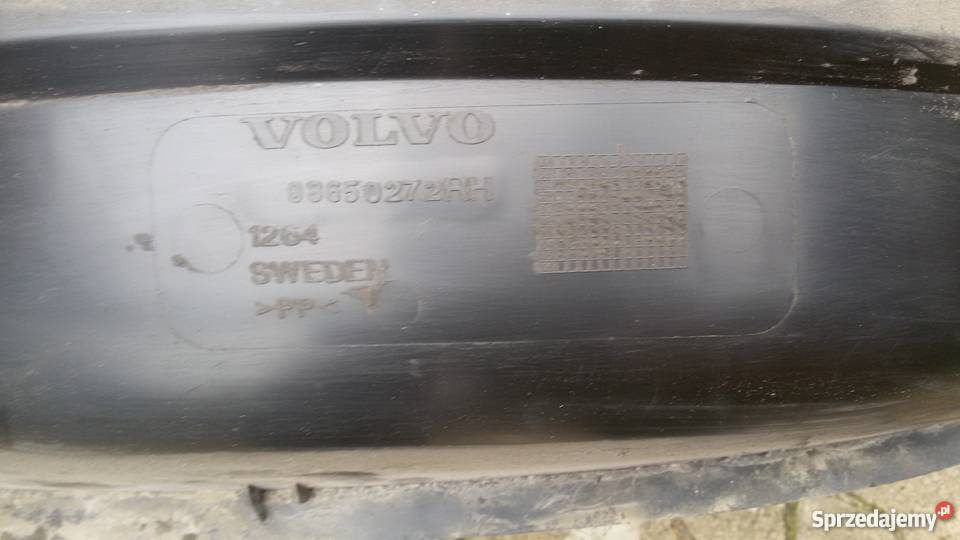 VOLVO
08650272RH
1264
SWEDEN
>PP<
Sprzedajemy.pl